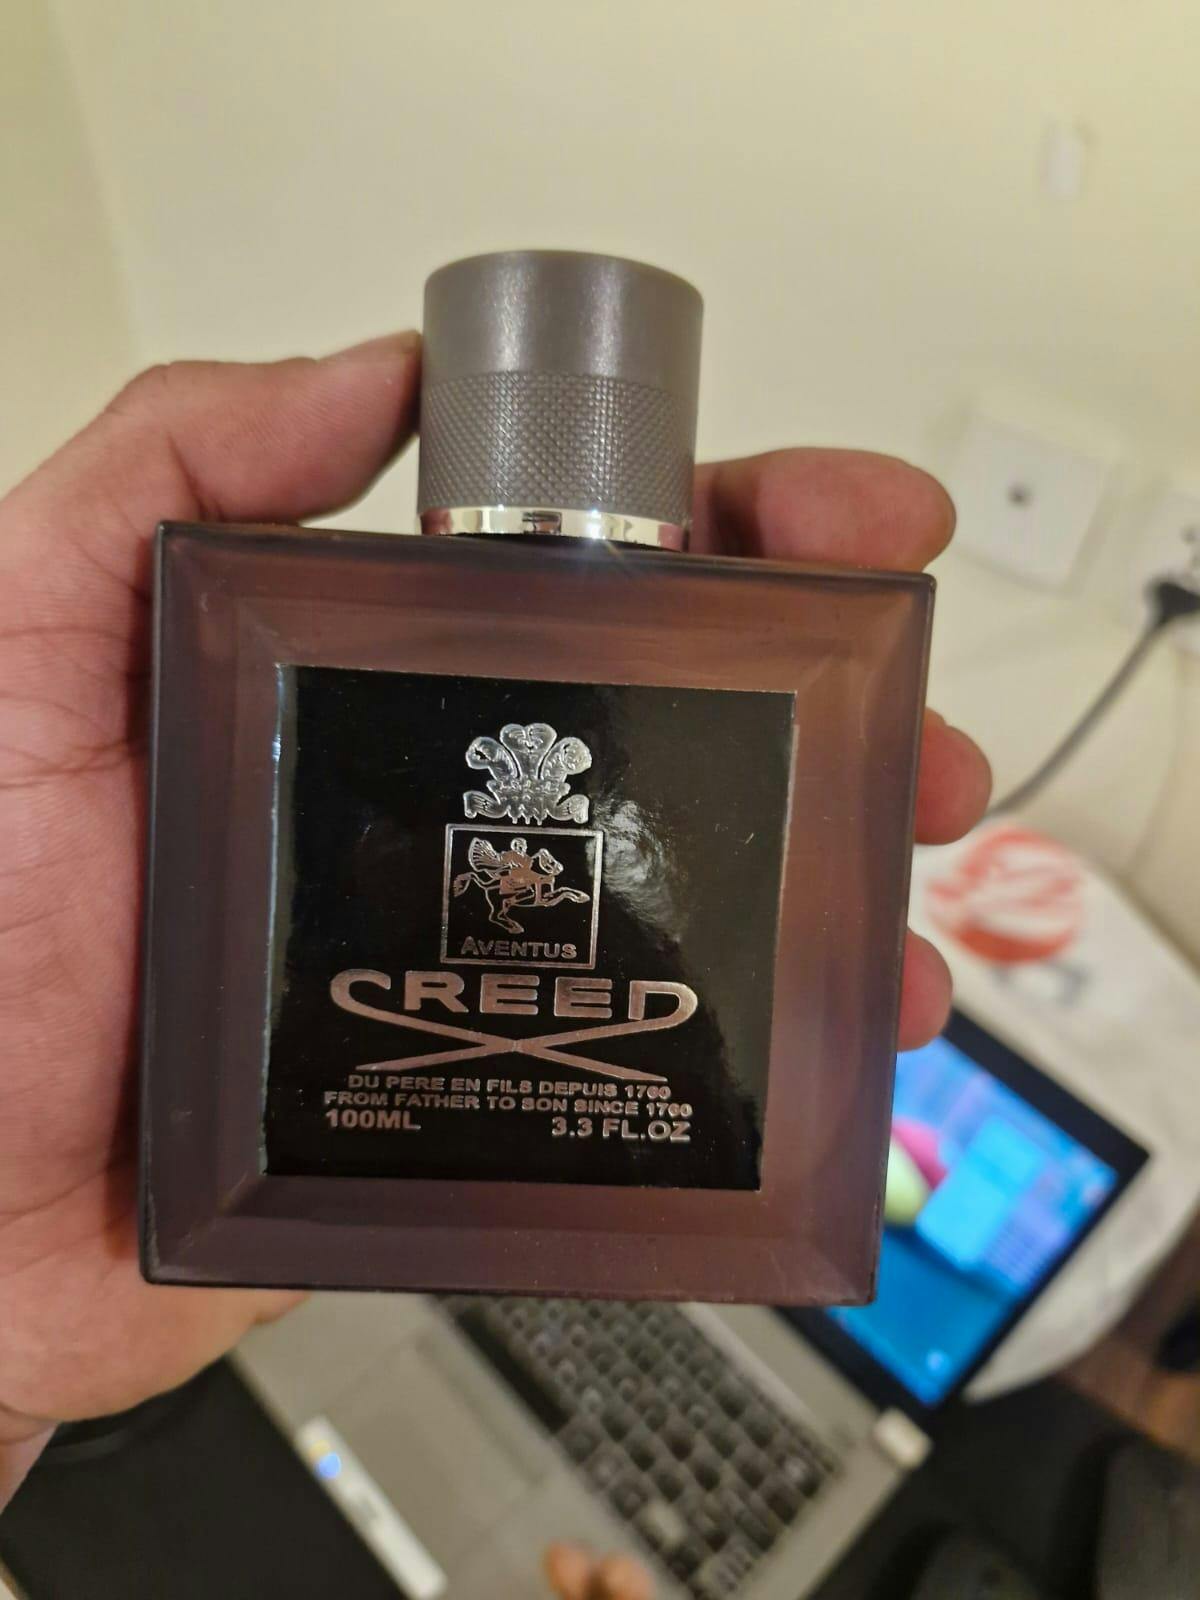 AVENTUS
CREED
DU PERE EN FILS DEPUIS 1760
FROM FATHER TO SON SINCE 1760
100ML 3.3 FL.OZ